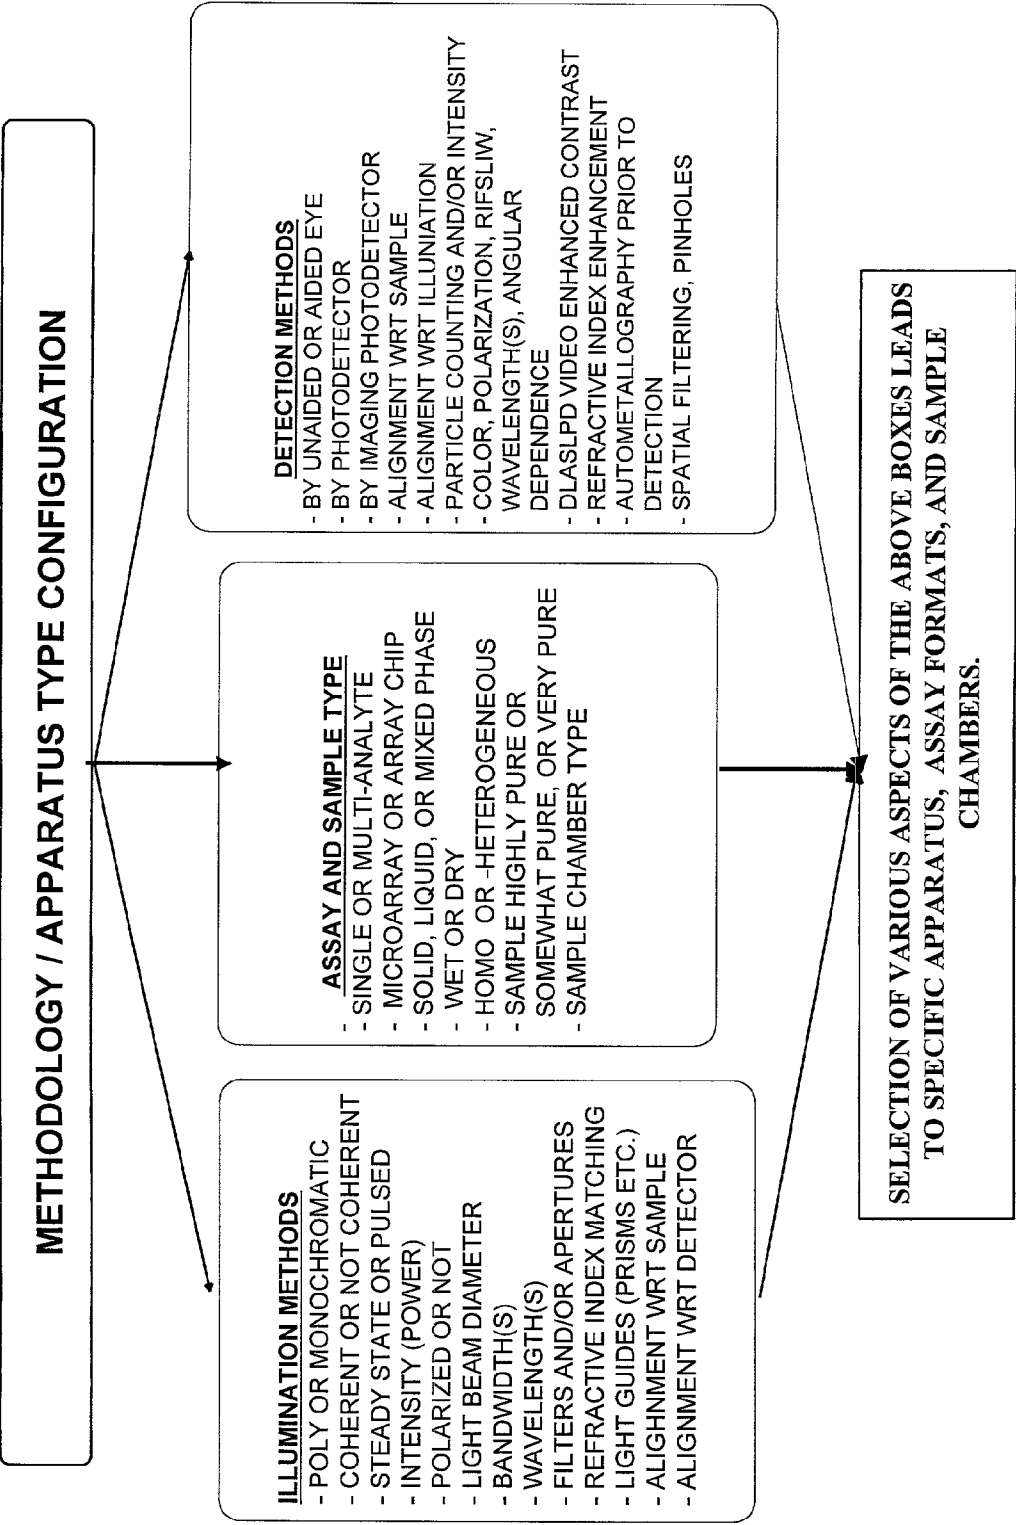 METHODOLOGY / APPARATUS TYPE CONFIGURATION
ILLUMINATION METHODS
- POLY OR MONOCHROMATIC
- COHERENT OR NOT COHERENT
- STEADY STATE OR PULSED
- INTENSITY (POWER)
- POLARIZED OR NOT
- LIGHT BEAM DIAMETER
- BANDWIDTH(S)
- WAVELENGTH(S)
- FILTERS AND/OR APERTURES
- REFRACTIVE INDEX MATCHING
- LIGHT GUIDES (PRISMS ETC.)
- ALIGHNMENT WRT SAMPLE
- ALIGNMENT WRT DETECTOR
- ASSAY AND SAMPLE TYPE
- SINGLE OR MULTI-ANALYTE
- MICROARRAY OR ARRAY CHIP
- SOLID, LIQUID, OR MIXED PHASE
- WET OR DRY
- HOMO OR -HETEROGENEOUS
- SAMPLE HIGHLY PURE OR
SOMEWHAT PURE, OR VERY PURE
- SAMPLE CHAMBER TYPE
DETECTION METHODS
- BY UNAIDED OR AIDED EYE
- BY PHOTODETECTOR
- BY IMAGING PHOTODETECTOR
- ALIGNMENT WRT SAMPLE
- ALIGNMENT WRT ILLUNIATION
- PARTICLE COUNTING AND/OR INTENSITY
- COLOR, POLARIZATION, RIFSLIW,
WAVELENGTH(S), ANGULAR
DEPENDENCE
- DLASLPD VIDEO ENHANCED CONTRAST
- REFRACTIVE INDEX ENHANCEMENT
- AUTOMETALLOGRAPHY PRIOR TO
DETECTION
- SPATIAL FILTERING, PINHOLES
SELECTION OF VARIOUS ASPECTS OF THE ABOVE BOXES LEADS
TO SPECIFIC APPARATUS, ASSAY FORMATS, AND SAMPLE
CHAMBERS.